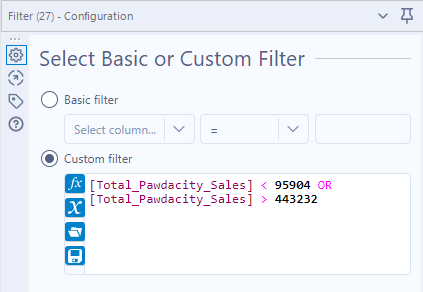 Filter (27) - Configuration
Select Basic or Custom Filter
Basic filter
Select column... =
Custom filter
fx [Total_Pawdacity_Sales] < 95904 OR
X [Total_Pawdacity_Sales] > 443232